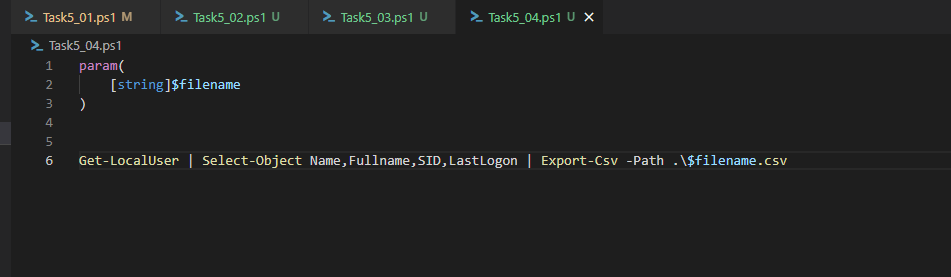 Task5_01.ps1 M Task5_02.ps1 U Task5_03.ps1 U Task5_04.ps1 U
Task5_04.ps1
1 param(
2 [string]$filename
3 )
4
5
6 Get-LocalUser | Select-Object Name,Fullname,SID,LastLogon | Export-Csv -Path .\$filename.csv